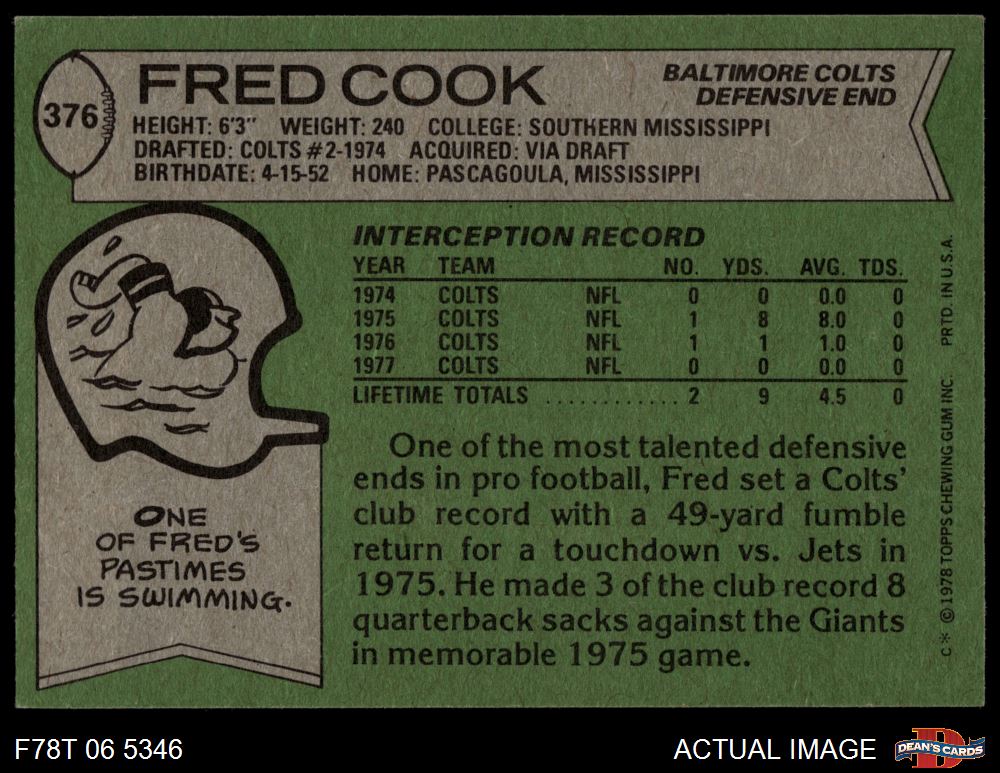 376
FRED COOK
BALTIMORE COLTS
DEFENSIVE END
HEIGHT: 6'3" WEIGHT: 240 COLLEGE: SOUTHERN MISSISSIPPI
DRAFTED: COLTS #2-1974 ACQUIRED: VIA DRAFT
BIRTHDATE: 4-15-52 HOME: PASCAGOULA, MISSISSIPPI
INTERCEPTION RECORD
YEAR TEAM NO. YDS. AVG. TDS.
1974 COLTS NFL 0 0 0.0 0
1975 COLTS NFL 1 8 8.0 0
1976 COLTS NFL 1 1 1.0 0
1977 COLTS NFL 0 0 0.0 0
LIFETIME TOTALS ............ 2 9 4.5 0
One of the most talented defensive
ends in pro football, Fred set a Colts'
club record with a 49-yard fumble
return for a touchdown vs. Jets in
1975. He made 3 of the club record 8
quarterback sacks against the Giants
in memorable 1975 game.
ONE
OF FRED'S
PASTIMES
IS SWIMMING.
C* ©1978 TOPPS CHEWING GUM INC. PRTD. IN U.S.A.
F78T 06 5346
ACTUAL IMAGE
D
DEAN'S CARDS